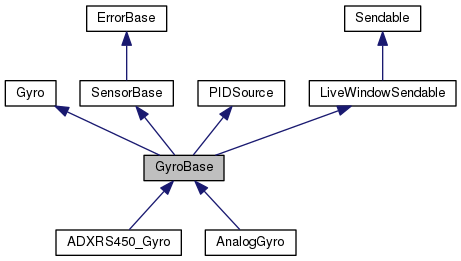 ErrorBase
Sendable
Gyro
SensorBase
PIDSource
LiveWindowSendable
GyroBase
ADXRS450_Gyro
AnalogGyro